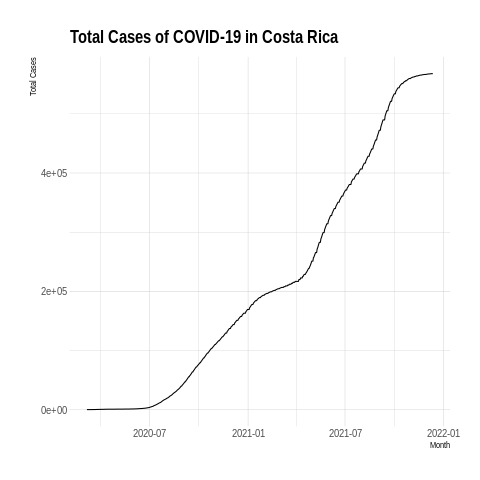 Total Cases of COVID-19 in Costa Rica
Total Cases
4e+05
2e+05
0e+00
2020-07 2021-01 2021-07 2022-01
Month